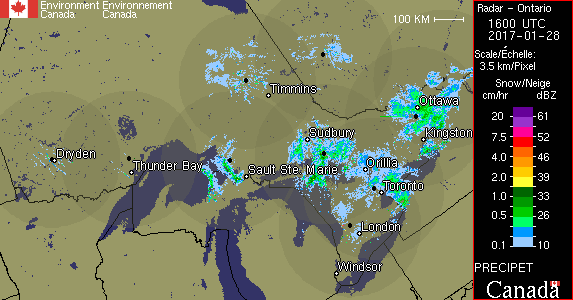 Environment Environnement
Canada Canada
100 KM
Timmins
Ottawa
Sudbury
Kingston
Dryden
Thunder Bay
Sault Ste. Marie
Orillia
Toronto
London
Windsor
Radar - Ontario
1600 UTC
2017-01-28
Scale/Échelle:
3.5 km/Pixel
Snow/Neige
cm/hr dBZ
20 61
7.5 52
4.0 46
2.0 39
1.0 33
0.5 26
0.1 10
PRECIPET
Canada